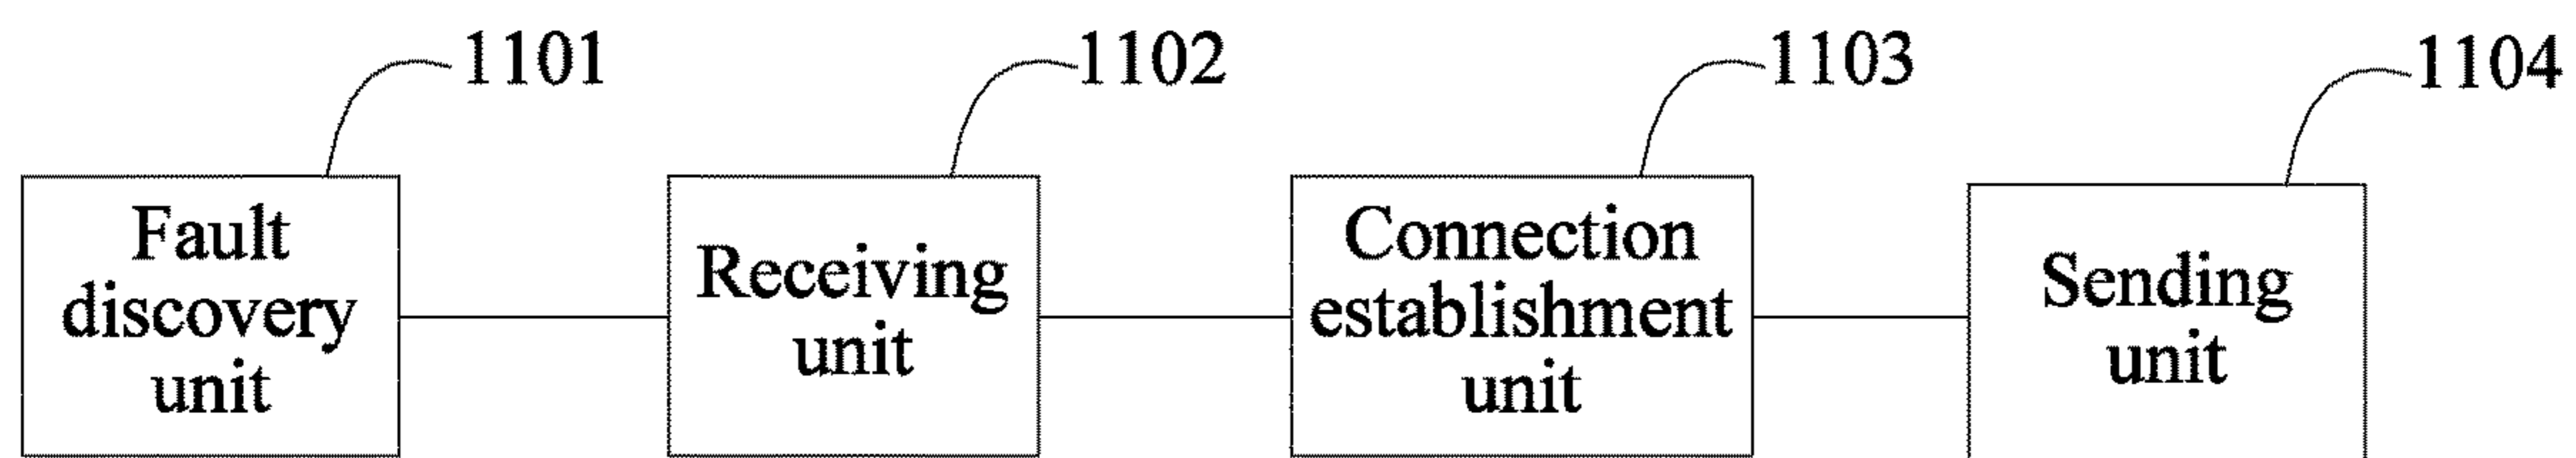 1101
1102
1103
1104
Fault
discovery
unit
Receiving
unit
Connection
establishment
unit
Sending
unit